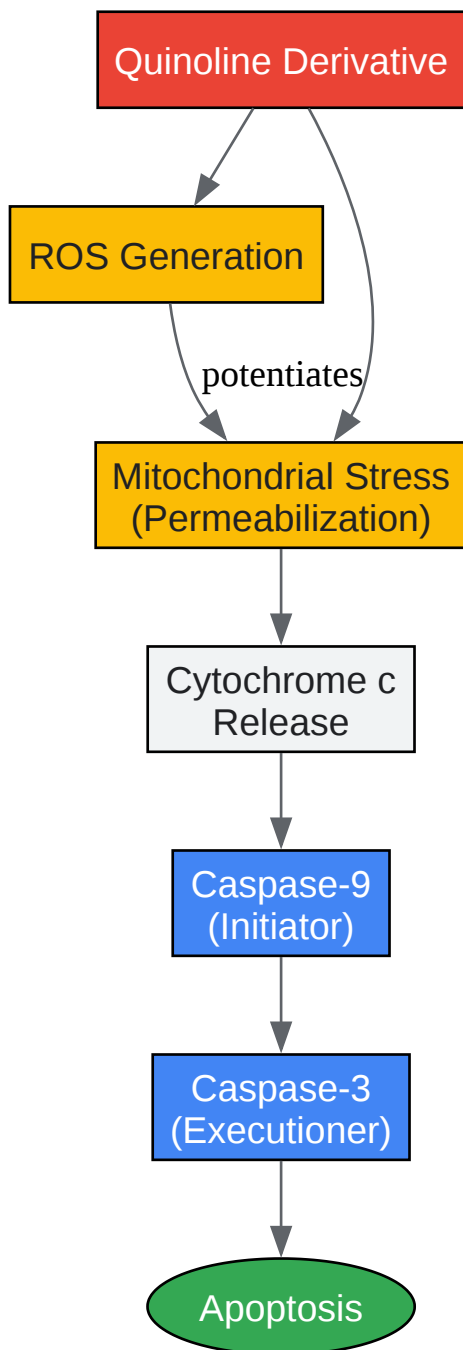 Quinoline Derivative
ROS Generation
potentiates
Mitochondrial Stress
(Permeabilization)
Cytochrome c
Release
Caspase-9
(Initiator)
Caspase-3
(Executioner)
Apoptosis